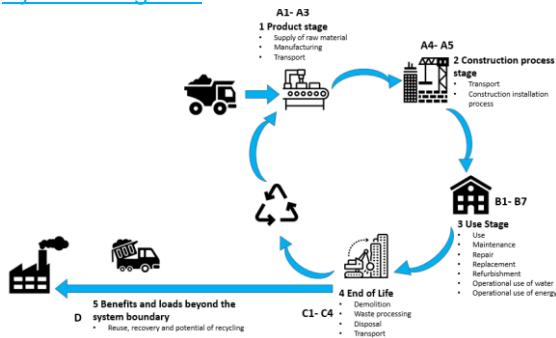 A1- A3
1 Product stage
Supply of raw material
Manufacturing
Transport
A4- A5
2 Construction process
stage
Transport
Construction installation
process
B1- B7
3 Use Stage
Use
Maintenance
Repair
Replacement
Refurbishment
Operational use of water
Operational use of energy
4 End of Life
C1- C4
Demolition
Waste processing
Disposal
Transport
5 Benefits and loads beyond the
D system boundary
Reuse, recovery and potential of recycling